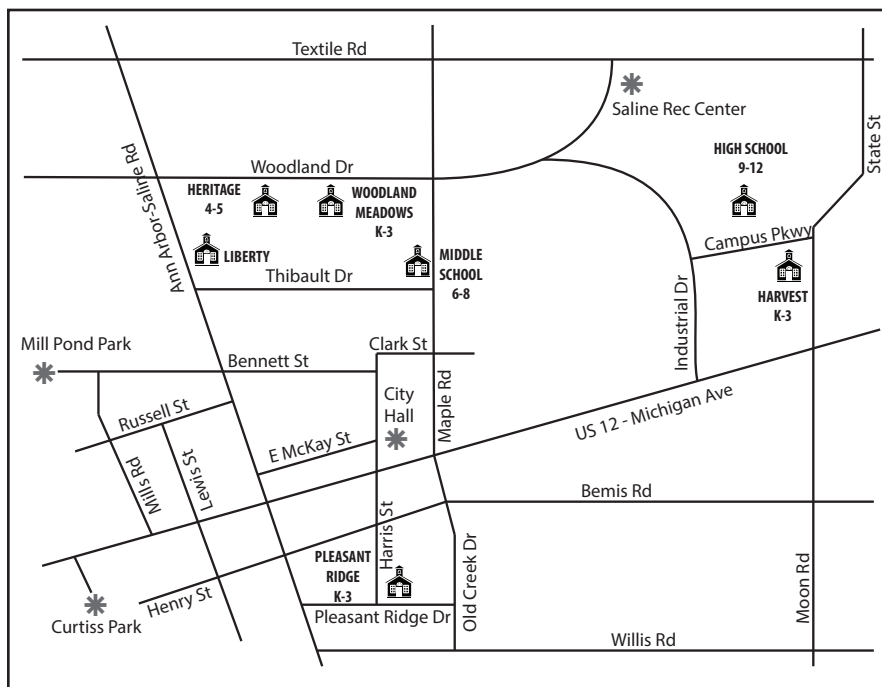 Textile Rd
Saline Rec Center
State St
HIGH SCHOOL
9-12
Ann Arbor-Saline Rd
Woodland Dr
HERITAGE
4-5
WOODLAND
MEADOWS
K-3
Campus Pkwy
LIBERTY
MIDDLE
SCHOOL
6-8
Thibault Dr
HARVEST
K-3
Industrial Dr
Mill Pond Park
Clark St
Bennett St
Maple Rd
City
Hall
US 12 - Michigan Ave
Russell St
E McKay St
Mills Rd
Lewis St
Bemis Rd
Harris St
PLEASANT
RIDGE
K-3
Old Creek Dr
Moon Rd
Henry St
Curtiss Park
Pleasant Ridge Dr
Willis Rd